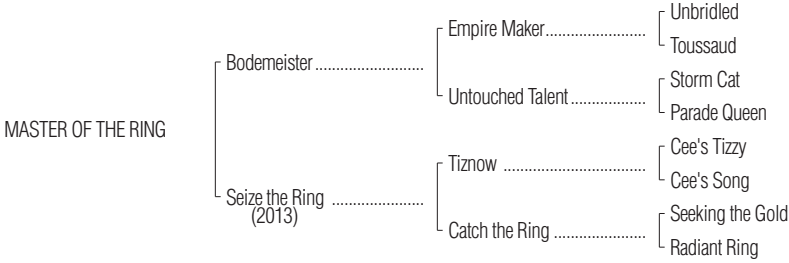 Unbridled
Empire Maker........................
Toussaud
Bodemeister..........................
Storm Cat
Untouched Talent..................
Parade Queen
MASTER OF THE RING
Cee's Tizzy
Tiznow ..................................
Cee's Song
Seize the Ring ......................
(2013)
Seeking the Gold
Catch the Ring ......................
Radiant Ring